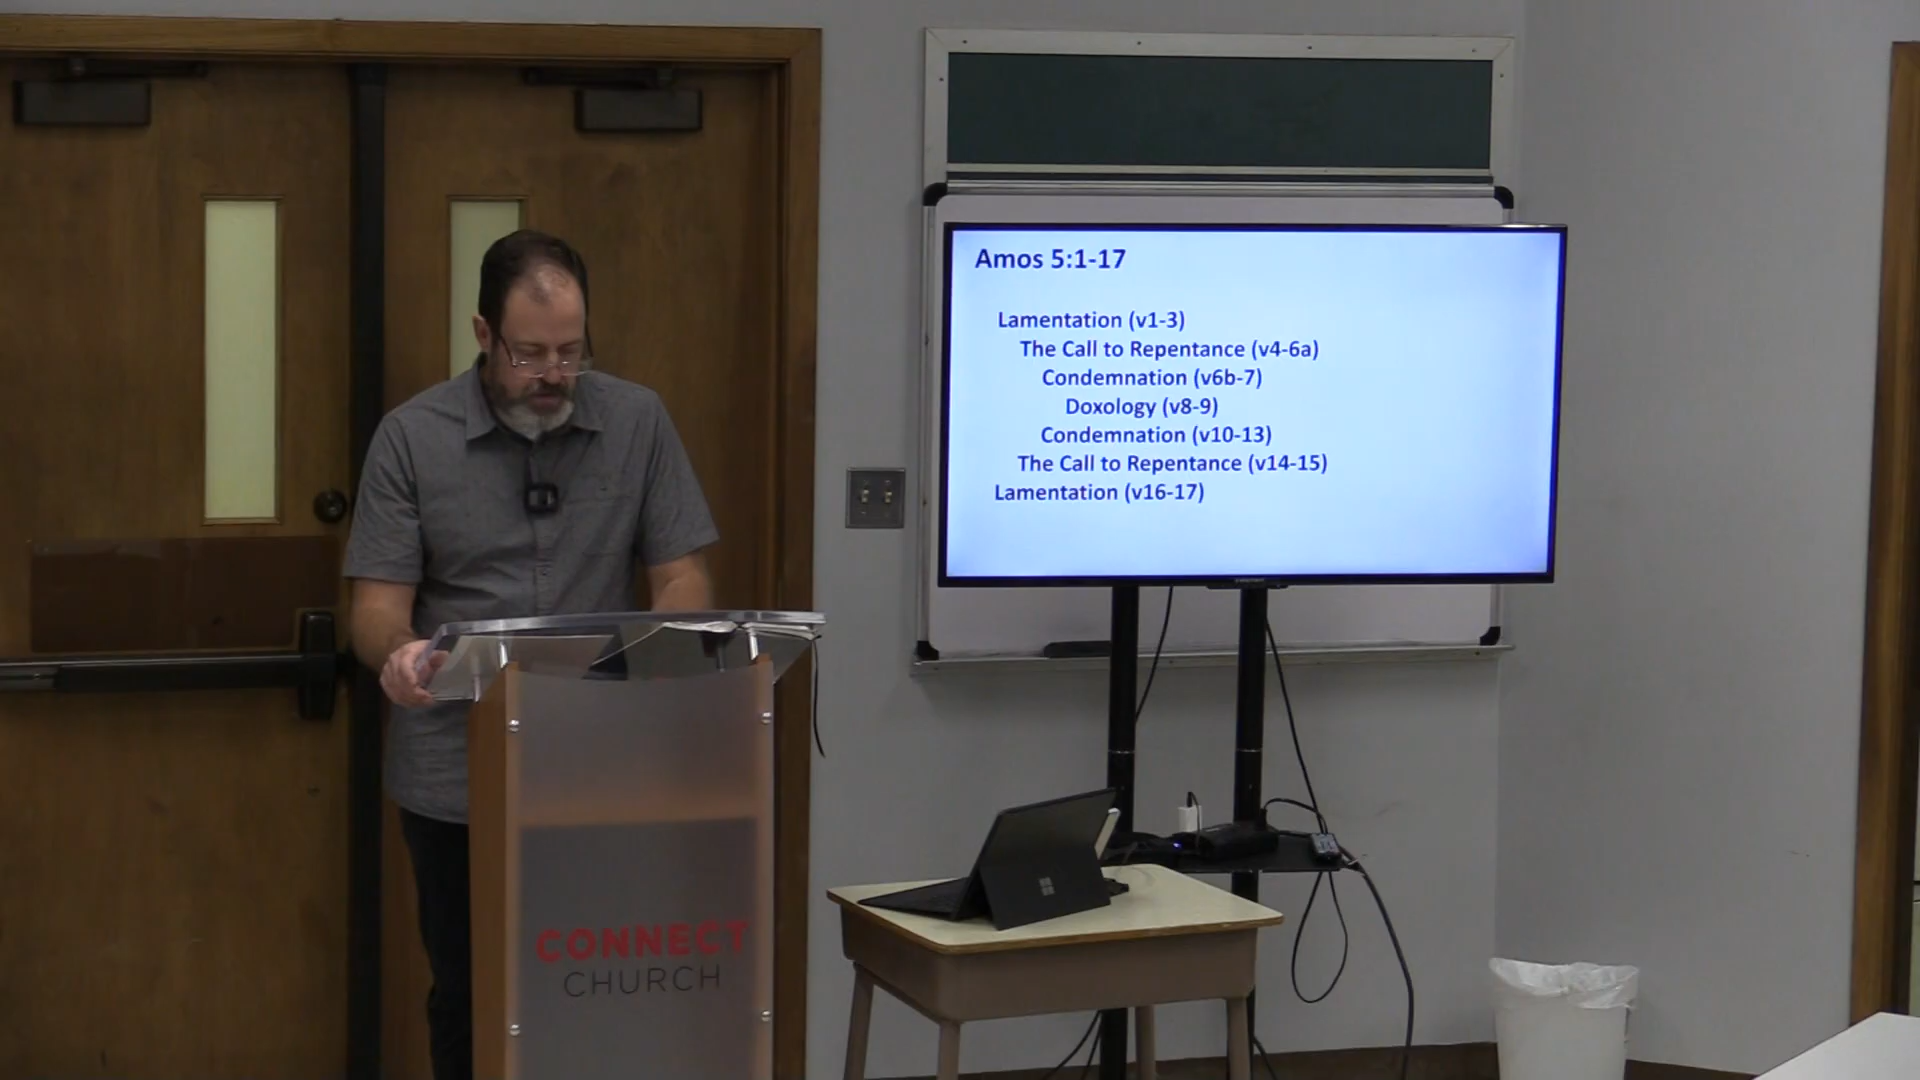 Amos 5:1-17
Lamentation (v1-3)
The Call to Repentance (v4-6a)
Condemnation (v6b-7)
Doxology (v8-9)
Condemnation (v10-13)
The Call to Repentance (v14-15)
Lamentation (v16-17)
CONNECT
CHURCH